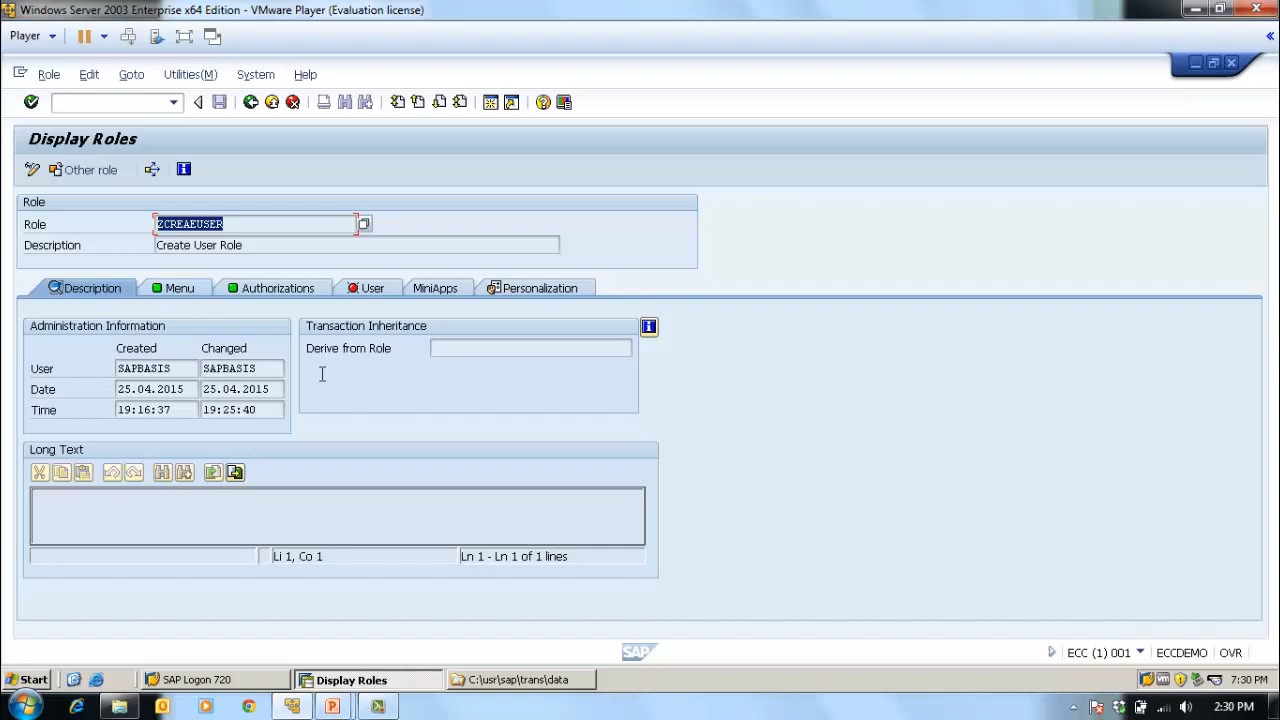 Windows Server 2003 Enterprise x64 Edition - VMware Player (Evaluation license)
Player
Role Edit Goto Utilities(M) System Help
Display Roles
Other role
Role
Role ZCREAEUSER
Description Create User Role
Description Menu Authorizations User MiniApps Personalization
Administration Information
Created Changed
User SAPBASIS SAPBASIS
Date 25.04.2015 25.04.2015
Time 19:16:37 19:25:40
Transaction Inheritance
Derive from Role
Long Text
Li 1, Co 1 Ln 1 - Ln 1 of 1 lines
SAP ECC (1) 001 ECCDEMO OVR
Start SAP Logon 720 Display Roles C:\usr\sap\trans\data 7:30 PM
2:30 PM